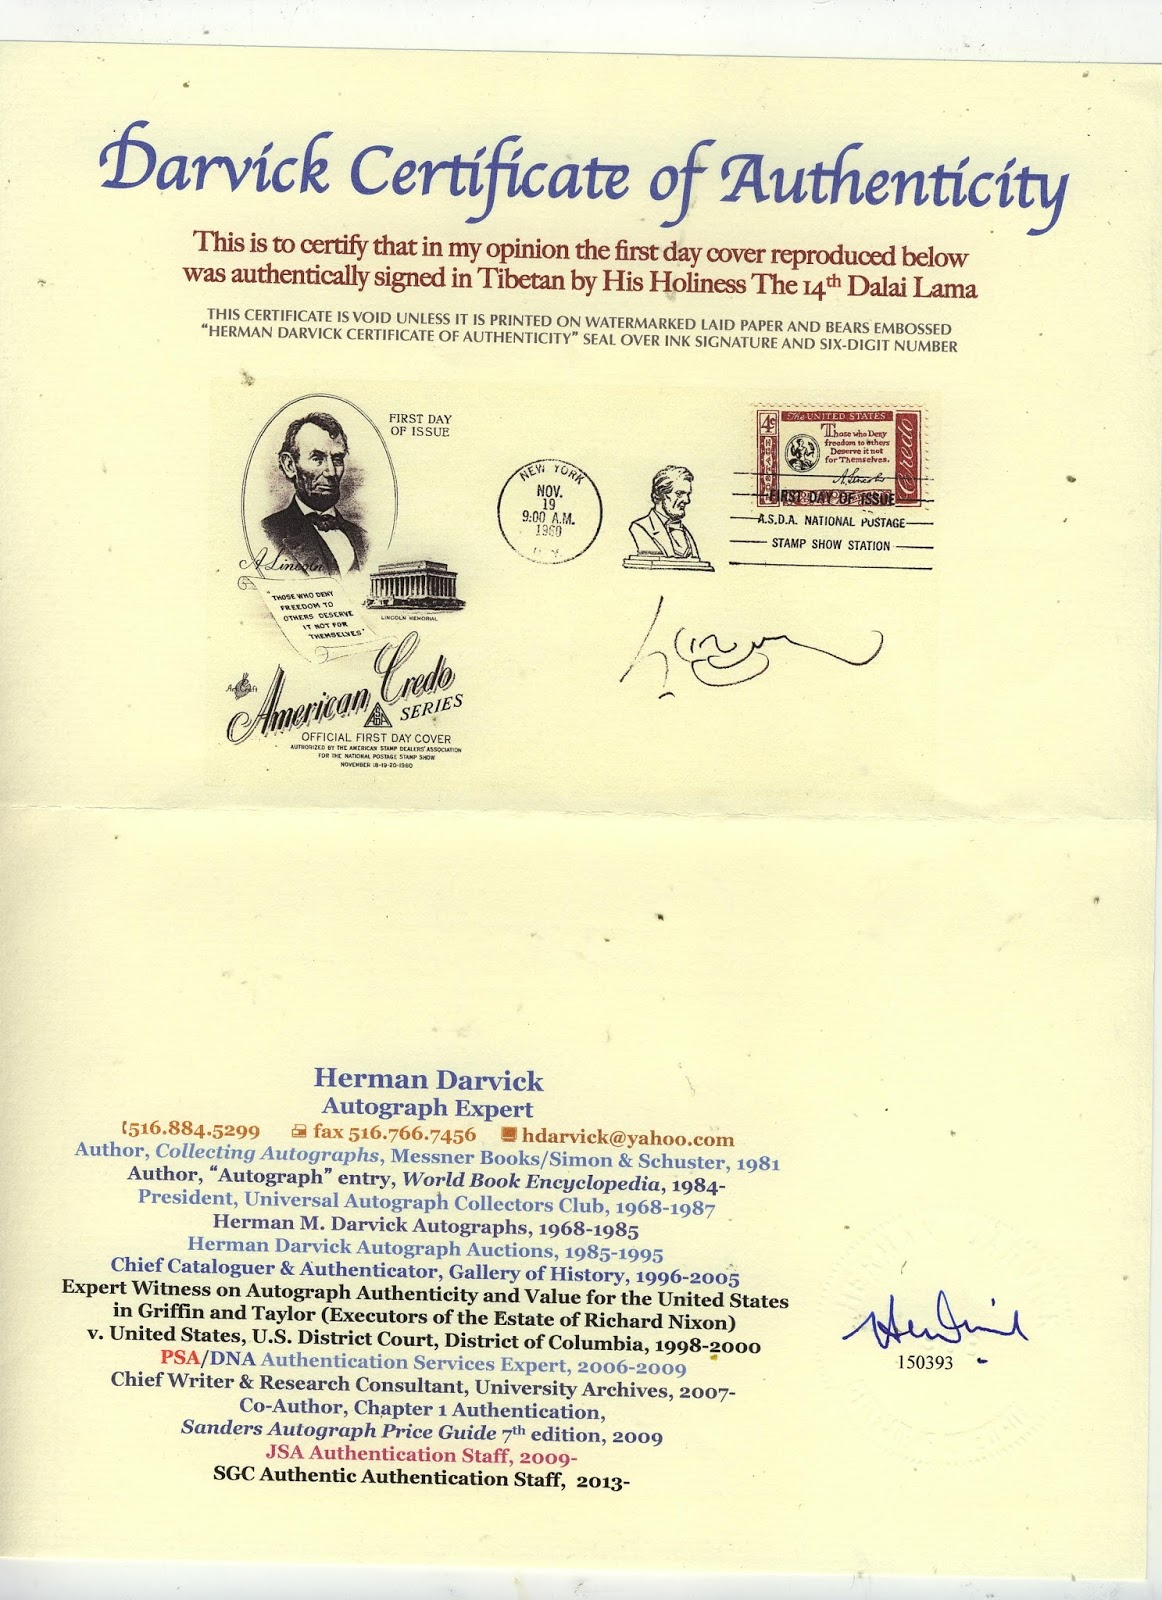 Darvick Certificate of Authenticity
This is to certify that in my opinion the first day cover reproduced below
was authentically signed in Tibetan by His Holiness The 14th Dalai Lama
THIS CERTIFICATE IS VOID UNLESS IT IS PRINTED ON WATERMARKED LAID PAPER AND BEARS EMBOSSED
"HERMAN DARVICK CERTIFICATE OF AUTHENTICITY" SEAL OVER INK SIGNATURE AND SIX-DIGIT NUMBER
FIRST DAY
OF ISSUE
A. Lincoln
"THOSE WHO DENY
FREEDOM TO
OTHERS DESERVE
IT NOT FOR
THEMSELVES"
LINCOLN MEMORIAL
Art Craft
American Credo
SERIES
OFFICIAL FIRST DAY COVER
AUTHORIZED BY THE AMERICAN STAMP DEALERS' ASSOCIATION
FOR THE NATIONAL POSTAGE STAMP SHOW
NOVEMBER 18-19-20-1960
NEW YORK
NOV.
19
9:00 A.M.
1960
N. Y.
4¢
The UNITED STATES
Those who Deny
freedom to others
Deserve it not
for Themselves.
A. Lincoln
Credo
FIRST DAY OF ISSUE
A.S.D.A. NATIONAL POSTAGE
STAMP SHOW STATION
Herman Darvick
Autograph Expert
516.884.5299 fax 516.766.7456 hdarvick@yahoo.com
Author, Collecting Autographs, Messner Books/Simon & Schuster, 1981
Author, "Autograph" entry, World Book Encyclopedia, 1984-
President, Universal Autograph Collectors Club, 1968-1987
Herman M. Darvick Autographs, 1968-1985
Herman Darvick Autograph Auctions, 1985-1995
Chief Cataloguer & Authenticator, Gallery of History, 1996-2005
Expert Witness on Autograph Authenticity and Value for the United States
in Griffin and Taylor (Executors of the Estate of Richard Nixon)
v. United States, U.S. District Court, District of Columbia, 1998-2000
PSA/DNA Authentication Services Expert, 2006-2009
Chief Writer & Research Consultant, University Archives, 2007-
Co-Author, Chapter 1 Authentication,
Sanders Autograph Price Guide 7th edition, 2009
JSA Authentication Staff, 2009-
SGC Authentic Authentication Staff, 2013-
150393